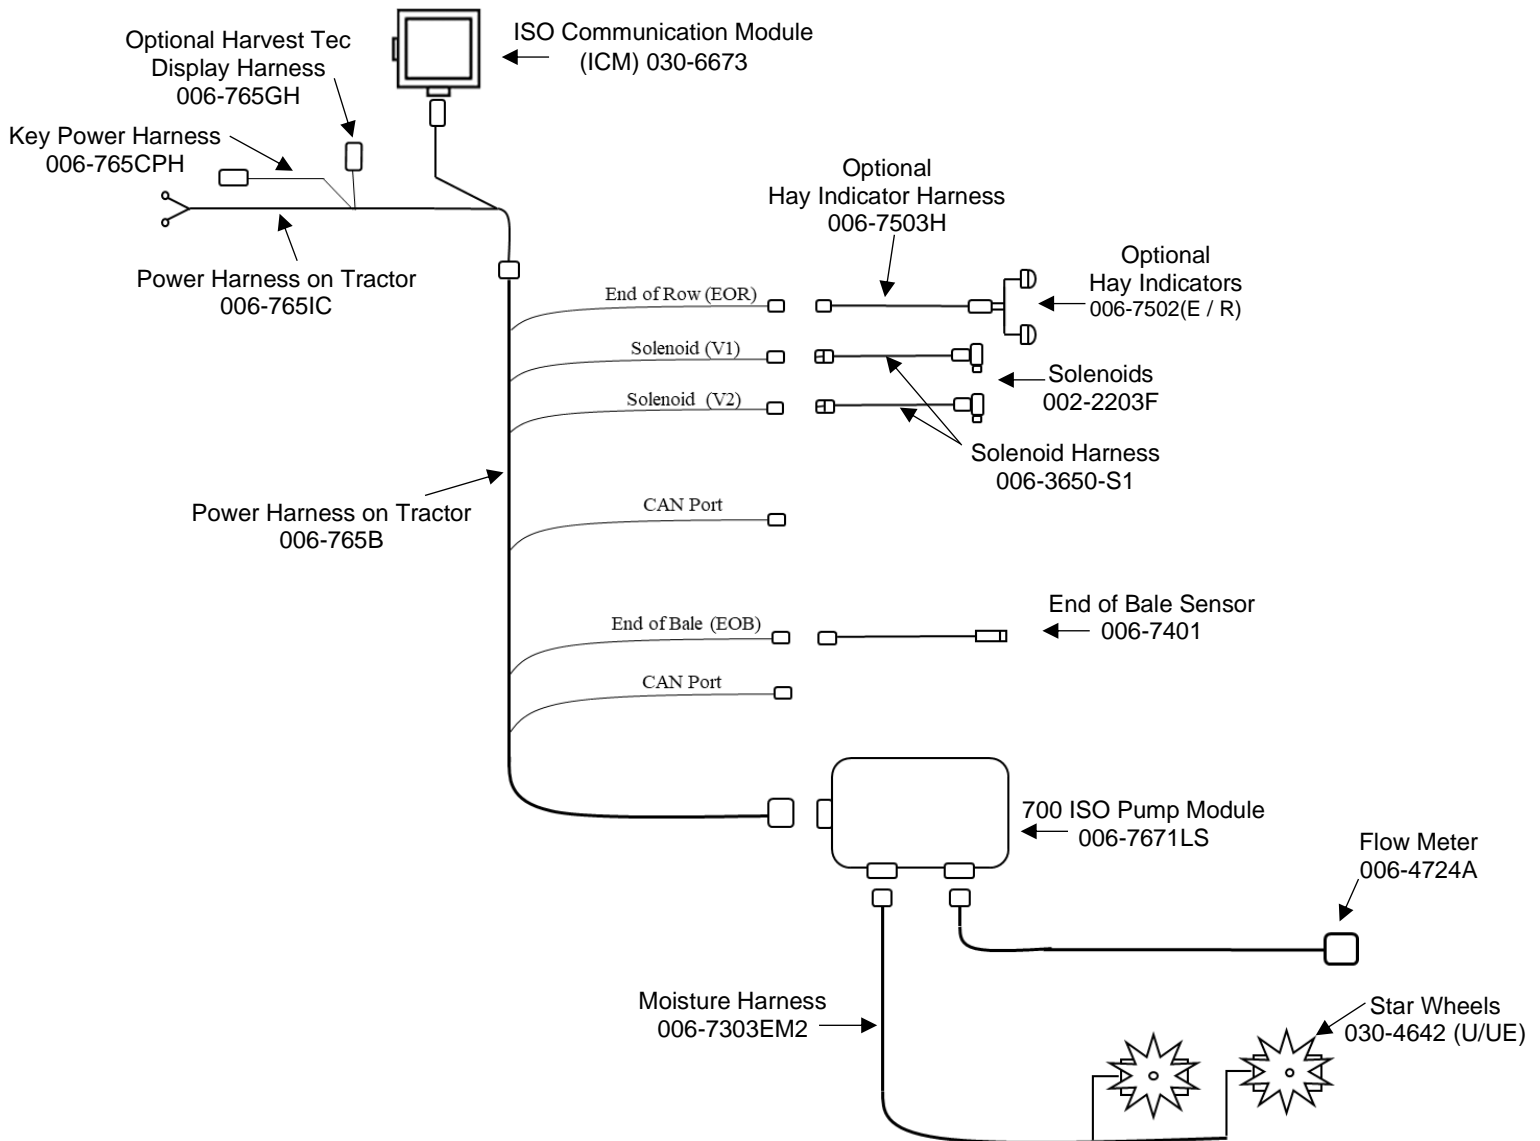 ISO Communication Module
(ICM) 030-6673
Optional Harvest Tec
Display Harness
006-765GH
Key Power Harness
006-765CPH
Power Harness on Tractor
006-765IC
Optional
Hay Indicator Harness
006-7503H
Optional
Hay Indicators
006-7502(E / R)
End of Row (EOR)
Solenoid (V1)
Solenoid (V2)
Solenoids
002-2203F
Solenoid Harness
006-3650-S1
Power Harness on Tractor
006-765B
CAN Port
End of Bale (EOB)
End of Bale Sensor
006-7401
CAN Port
700 ISO Pump Module
006-7671LS
Flow Meter
006-4724A
Moisture Harness
006-7303EM2
Star Wheels
030-4642 (U/UE)